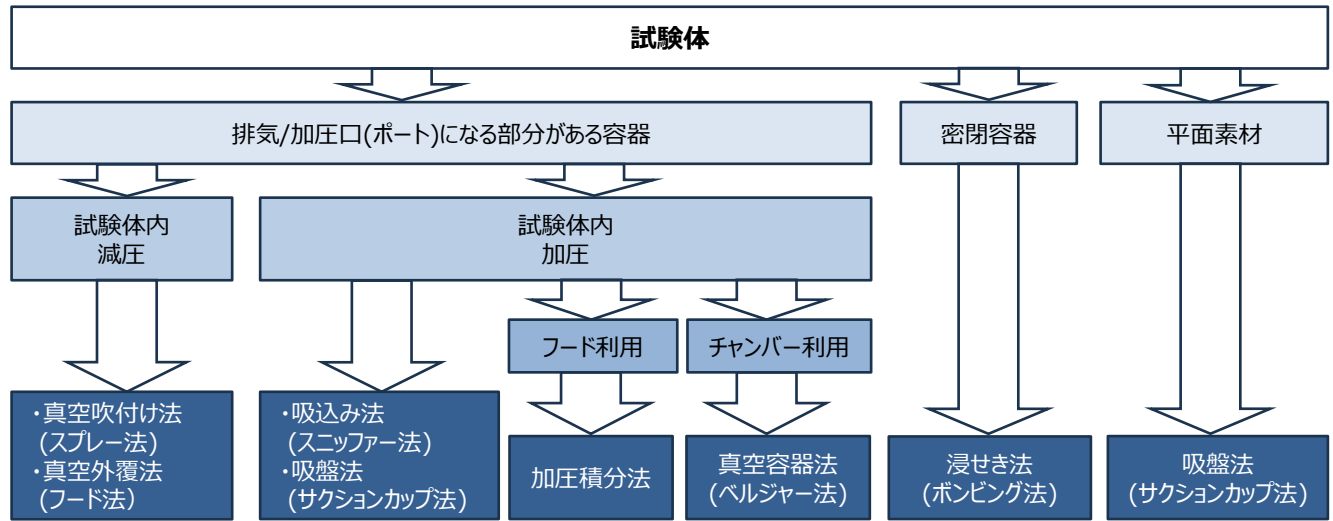 試験体
排気/加圧口(ポート)になる部分がある容器
密閉容器
平面素材
試験体内
減圧
試験体内
加圧
フード利用
チャンバー利用
・真空吹付け法
(スプレー法)
・真空外覆法
(フード法)
・吸込み法
(スニッファー法)
・吸盤法
(サクションカップ法)
加圧積分法
真空容器法
(ベルジャー法)
浸せき法
(ボンビング法)
吸盤法
(サクションカップ法)